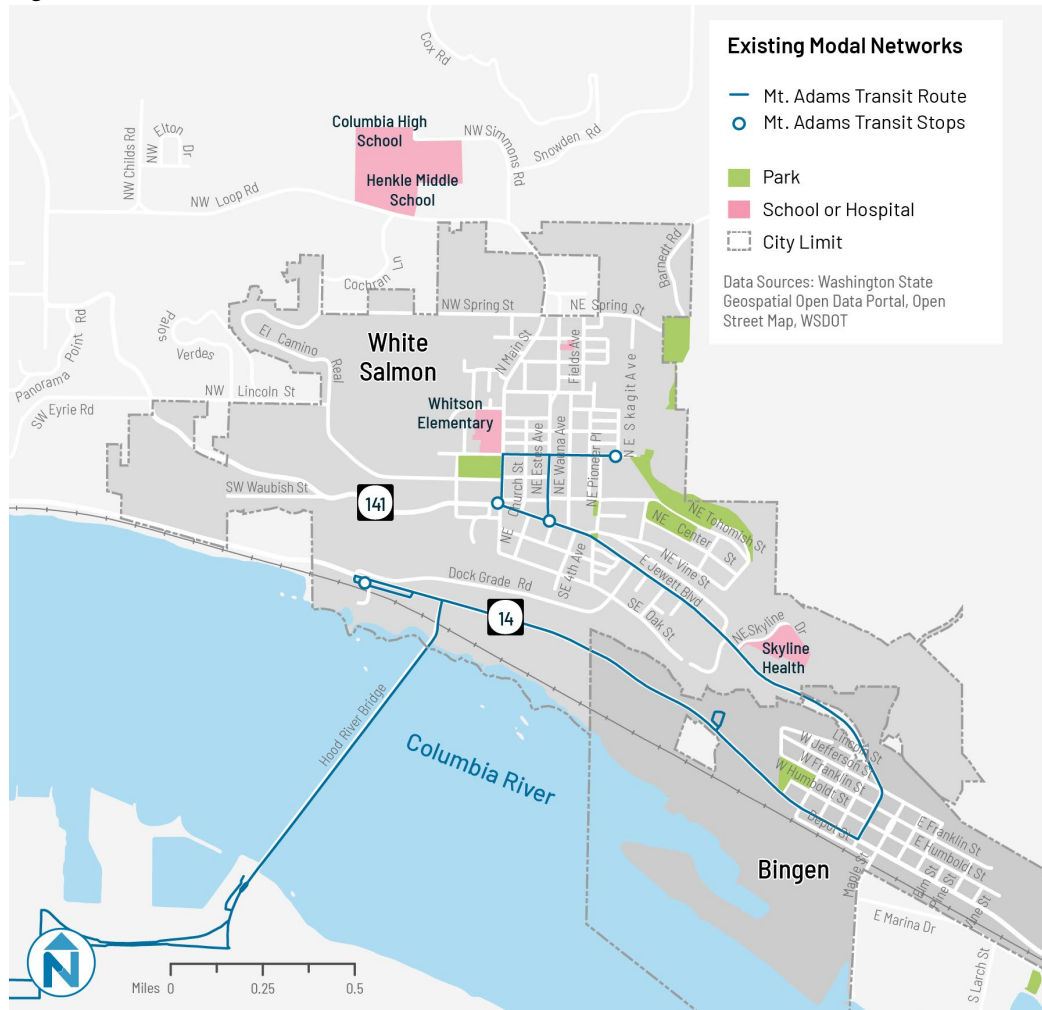 Existing Modal Networks
Mt. Adams Transit Route
Mt. Adams Transit Stops
Park
School or Hospital
City Limit
Data Sources: Washington State
Geospatial Open Data Portal, Open
Street Map, WSDOT
Cox Rd
Columbia High
School
NW Simmons Rd
Snowden Rd
NW Elton Dr
NW Childs Rd
Henkle Middle
School
NW Loop Rd
Barnedt Rd
Cochran Ln
NW Spring St
NE Spring St
El Camino Real
Palos Verdes
Panorama Point Rd
White
Salmon
N Main St
Fields Ave
NE Skagit Ave
NW Lincoln St
SW Eyrie Rd
Whitson
Elementary
NE Church St
NE Estes Ave
NE Wauna Ave
NE Pioneer Pl
SW Waubish St
141
NE Tohomish St
NE Center St
NE Vine St
E Jewett Blvd
SE 4th Ave
Dock Grade Rd
SE Oak St
14
NE Skyline Dr
Skyline
Health
Hood River Bridge
Columbia River
Lincoln St
W Jefferson St
W Franklin St
W Humboldt St
Depot St
E Franklin St
E Humboldt St
Bingen
Maple St
Elm St
Pine St
E Marina Dr
S Larch St
N
Miles 0 0.25 0.5